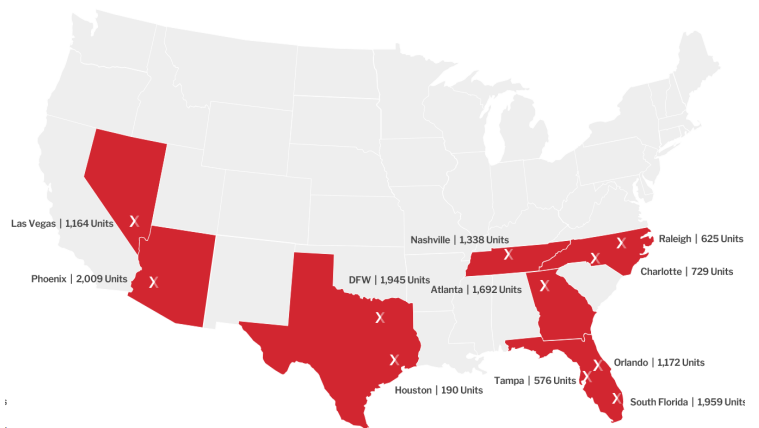 Las Vegas | 1,164 Units
Nashville | 1,338 Units
Raleigh | 625 Units
Phoenix | 2,009 Units
DFW | 1,945 Units
Charlotte | 729 Units
Atlanta | 1,692 Units
Orlando | 1,172 Units
Tampa | 576 Units
Houston | 190 Units
South Florida | 1,959 Units